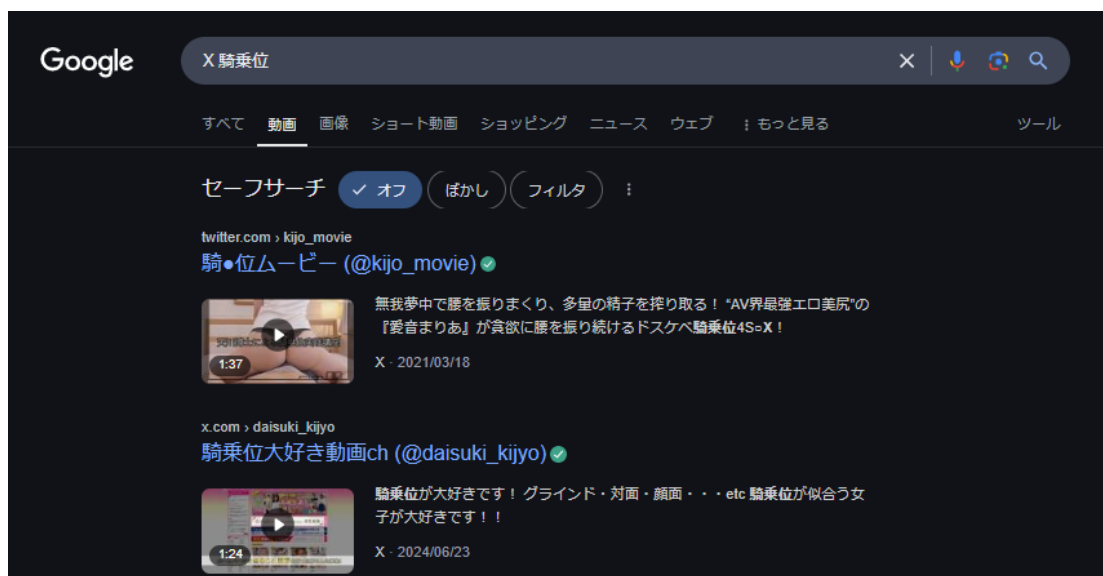 Google
X 騎乗位
すべて 動画 画像 ショート動画 ショッピング ニュース ウェブ もっと見る ツール
セーフサーチ オフ ぼかし フィルタ
twitter.com › kijo_movie
騎●位ムービー (@kijo_movie)
無我夢中で腰を振りまくり、多量の精子を搾り取る！ “AV界最強エロ美尻”の
『愛音まりあ』が貪欲に腰を振り続けるドスケベ騎乗位4S○X！
1:37
X · 2021/03/18
x.com › daisuki_kijyo
騎乗位大好き動画ch (@daisuki_kijyo)
騎乗位が大好きです！ グラインド・対面・顔面・・・etc 騎乗位が似合う女
子が大好きです！！
1:24
X · 2024/06/23